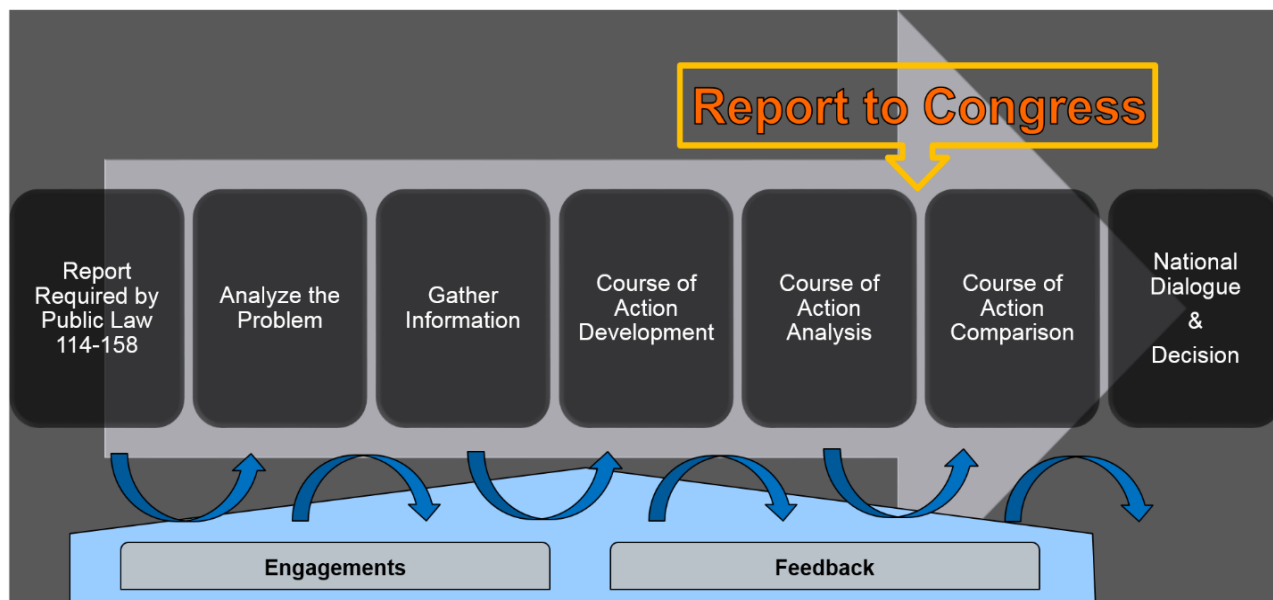 Report to Congress
Report
Required by
Public Law
114-158
Analyze the
Problem
Gather
Information
Course of
Action
Development
Course of
Action
Analysis
Course of
Action
Comparison
National
Dialogue
&
Decision
Engagements
Feedback